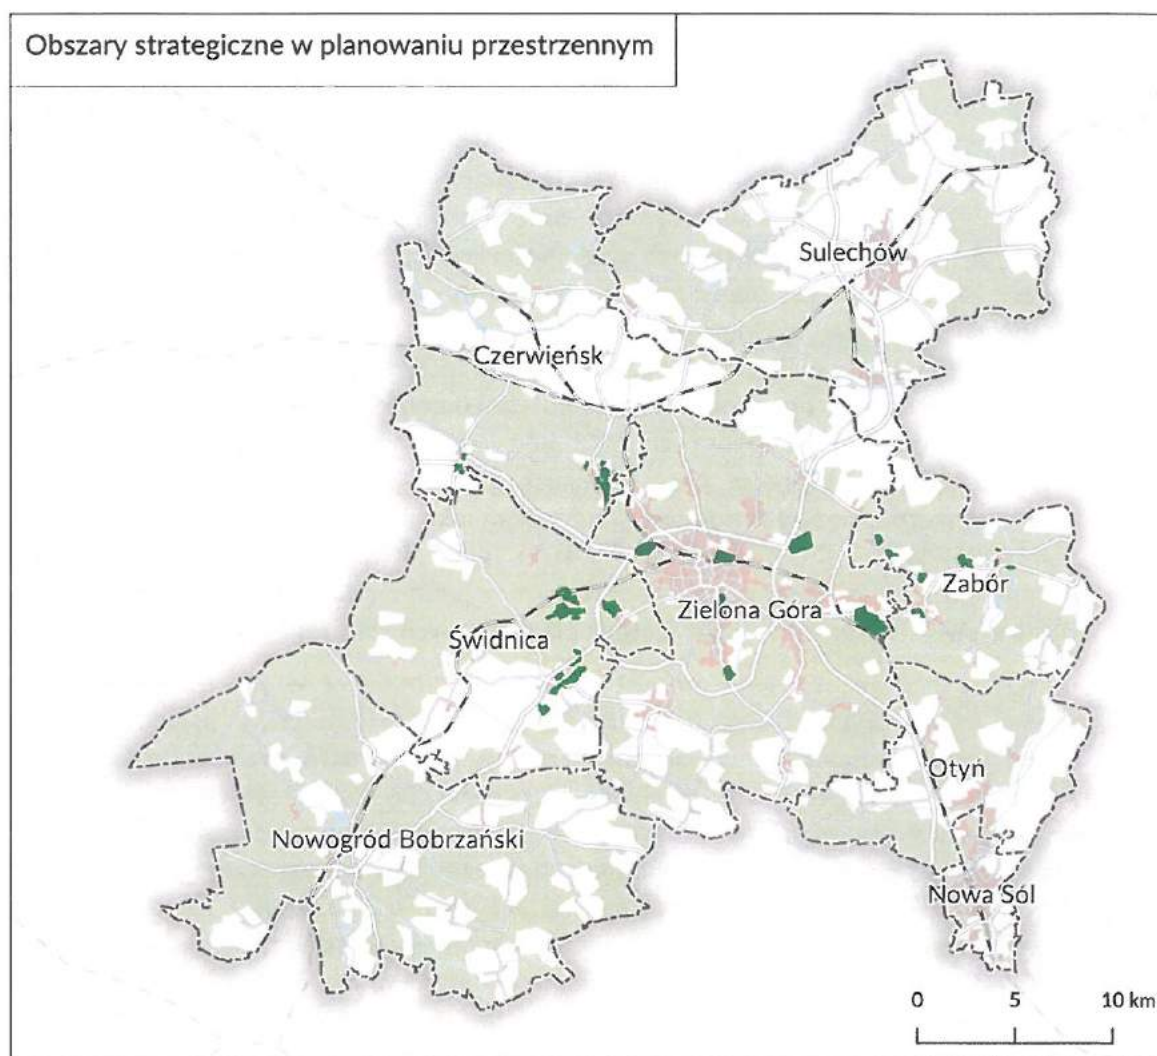 Obszary strategiczne w planowaniu przestrzennym
Sulechów
Czerwieńsk
Zabór
Zielona Góra
Świdnica
Otyń
Nowogród Bobrzański
Nowa Sól
0 5 10 km